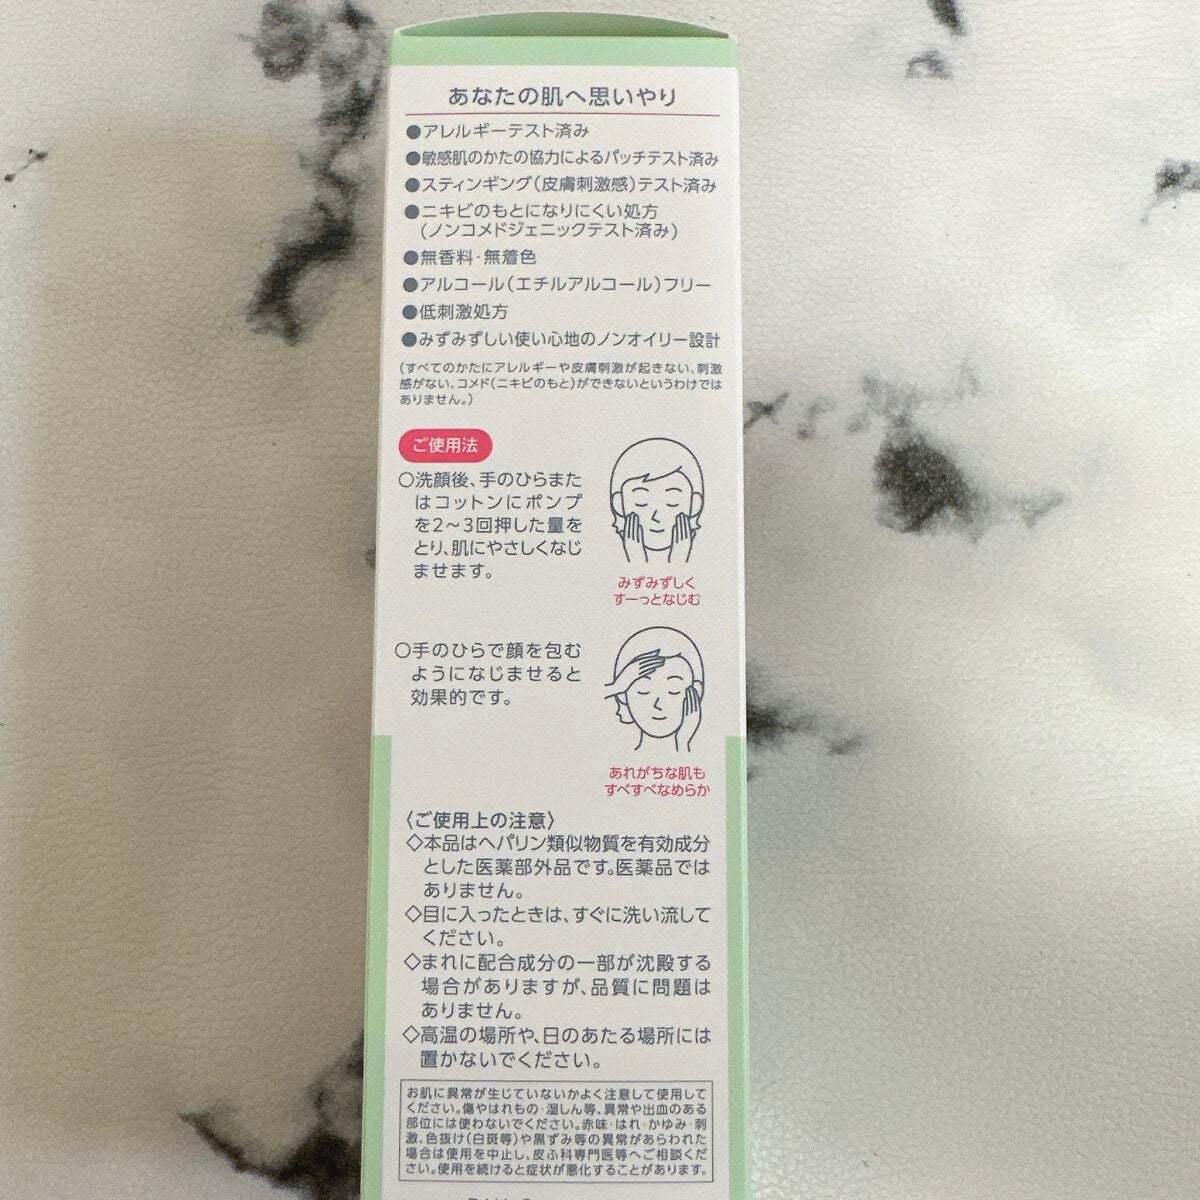 あなたの肌へ思いやり
●アレルギーテスト済み
●敏感肌のかたの協力によるパッチテスト済み
●スティンギング(皮膚刺激感)テスト済み
●ニキビのもとになりにくい処方
(ノンコメドジェニックテスト済み)
●無香料・無着色
●アルコール(エチルアルコール)フリー
●低刺激処方
●みずみずしい使い心地のノンオイリー設計
(すべてのかたにアレルギーや皮膚刺激が起きない、刺激
感がない、コメド(ニキビのもと)ができないというわけでは
ありません。)
ご使用法
○洗顔後、手のひらまた
はコットンにポンプ
を2〜3回押した量を
とり、肌にやさしくなじ
ませます。
みずみずしく
すーっとなじむ
○手のひらで顔を包む
ようになじませると
効果的です。
あれがちな肌も
すべすべなめらか
〈ご使用上の注意〉
◇本品はヘパリン類似物質を有効成分
とした医薬部外品です。医薬品では
ありません。
◇目に入ったときは、すぐに洗い流して
ください。
◇まれに配合成分の一部が沈殿する
場合がありますが、品質に問題は
ありません。
◇高温の場所や、日のあたる場所には
置かないでください。
お肌に異常が生じていないかよく注意して使用して
ください。傷やはれもの・湿しん等、異常や出血のある
部位には使わないでください。赤味・はれ・かゆみ・刺
激、色抜け(白斑等)や黒ずみ等の異常があらわれた
場合は使用を中止し、皮ふ科専門医等へご相談くだ
さい。使用を続けると症状が悪化することがあります。